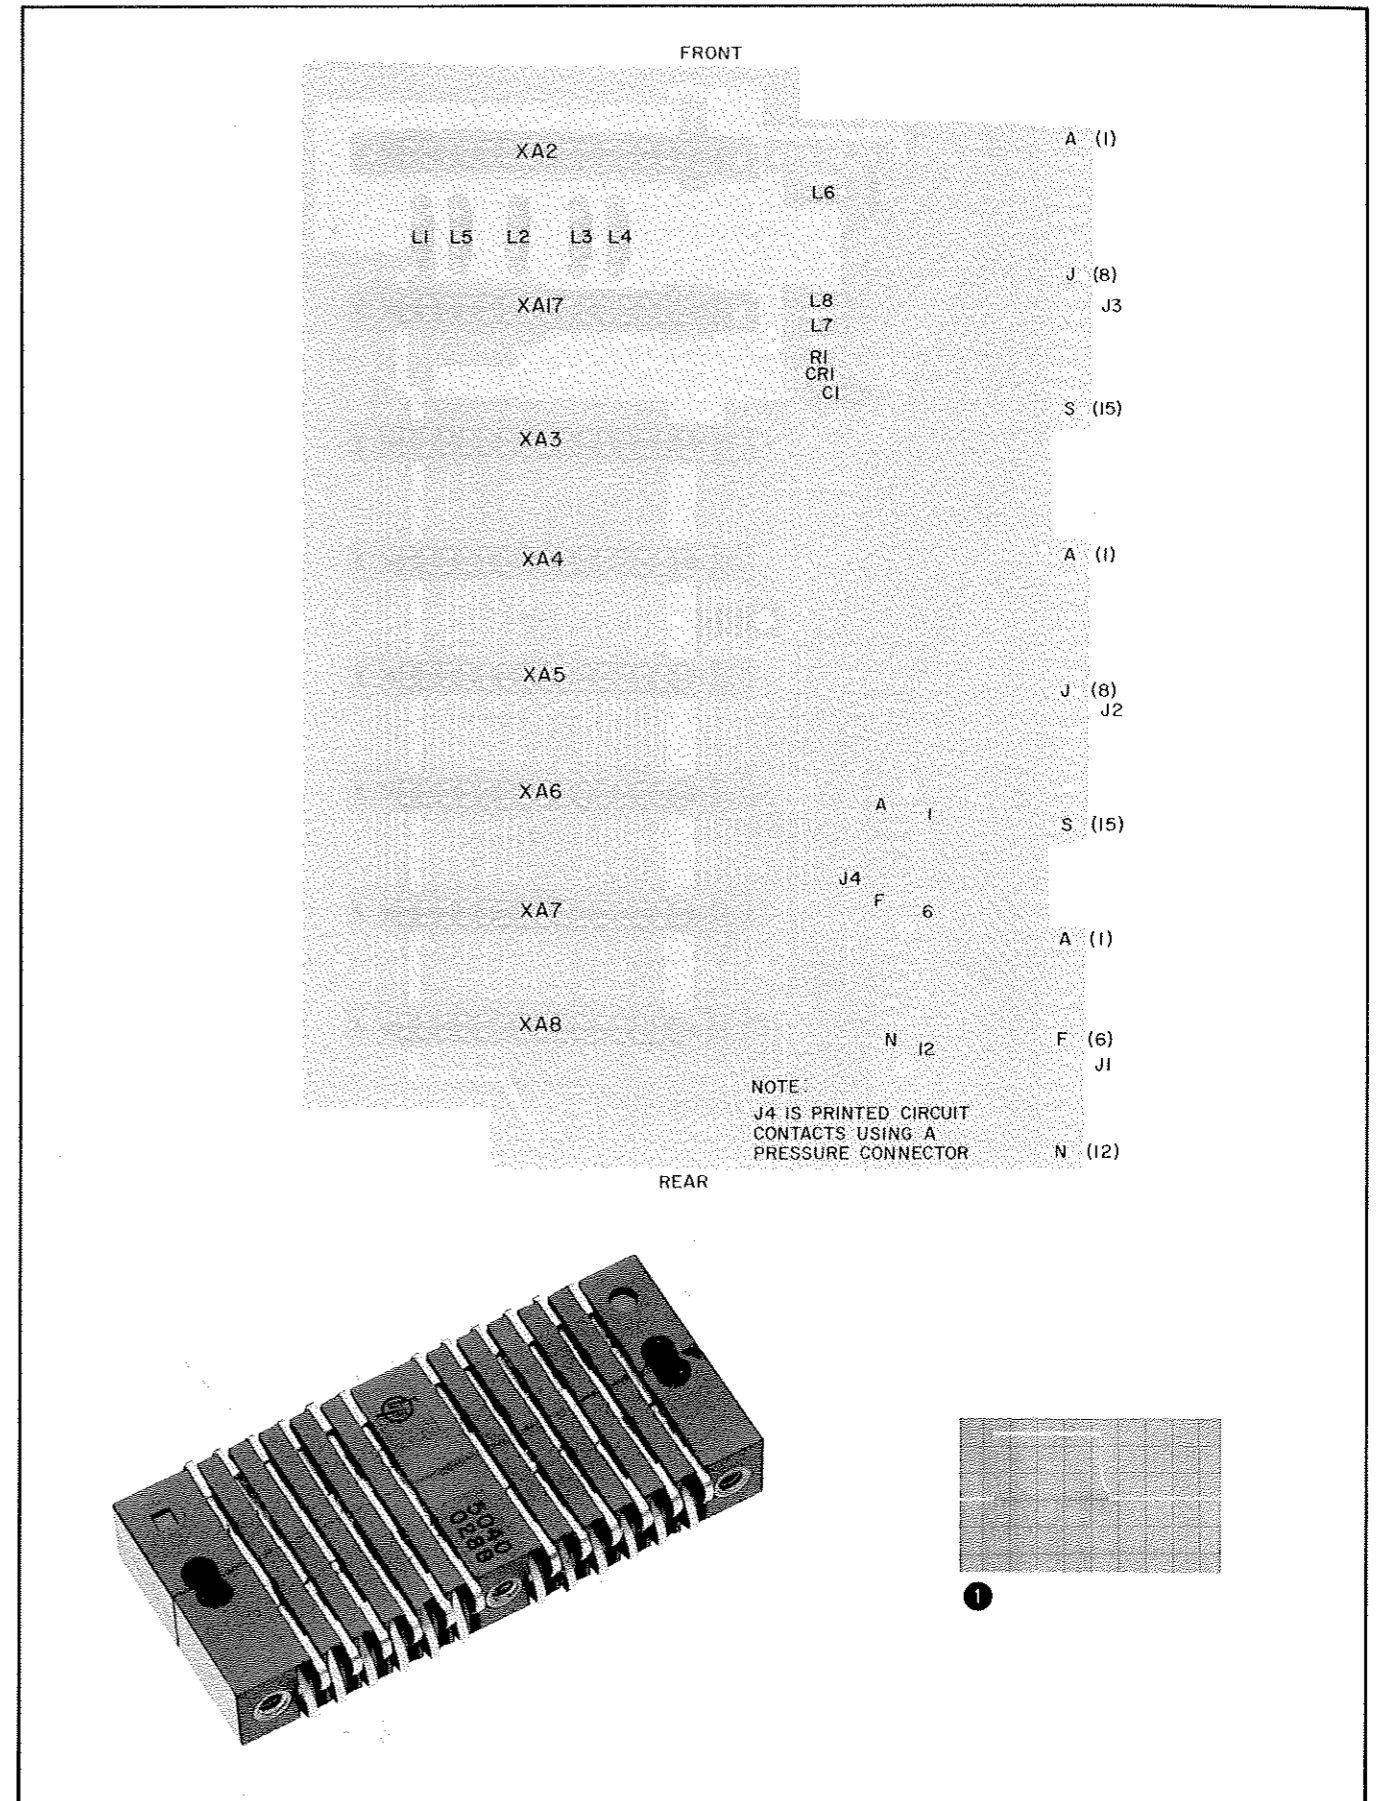 FRONT
XA2
A (1)
L6
L1 L5 L2 L3 L4
J (8)
XA17
L8
J3
L7
R1
CR1
C1
S (15)
XA3
XA4
A (1)
XA5
J (8)
J2
XA6
A 1
S (15)
J4
F 6
XA7
A (1)
XA8
N 12
F (6)
J1
NOTE:
J4 IS PRINTED CIRCUIT
CONTACTS USING A
PRESSURE CONNECTOR
N (12)
REAR
5040
0288
1